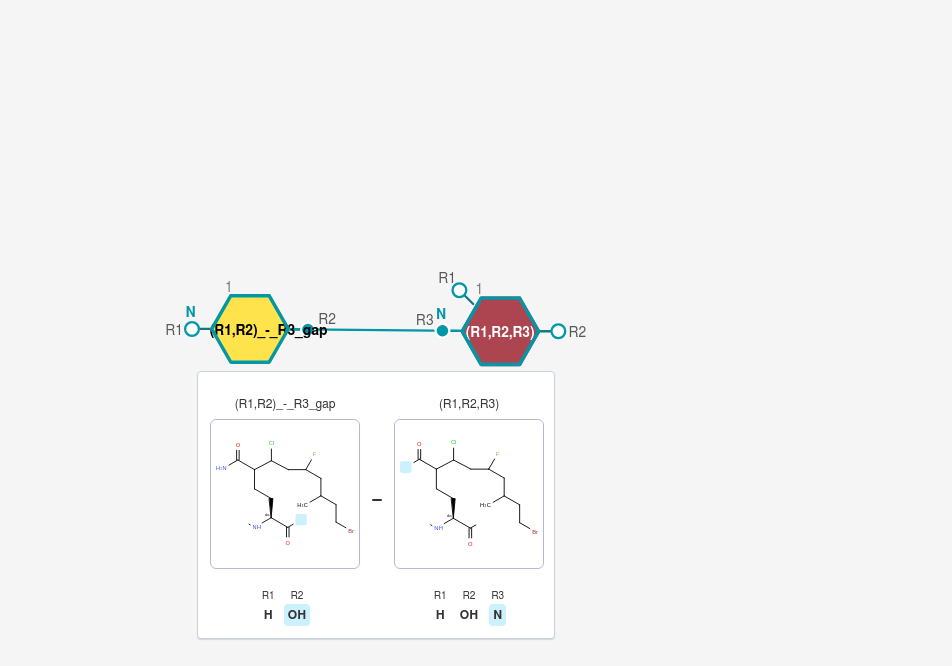 R1
1
1
N
R2
R3
N
R1
(R1,R2)_-_R3_gap
(R1,R2,R3)
R2
(R1,R2)_-_R3_gap
(R1,R2,R3)
O
Cl
F
H₂N
H₃C
NH
O
Br
–
O
Cl
F
H₃C
NH
O
Br
R1 R2
H OH
R1 R2 R3
H OH N